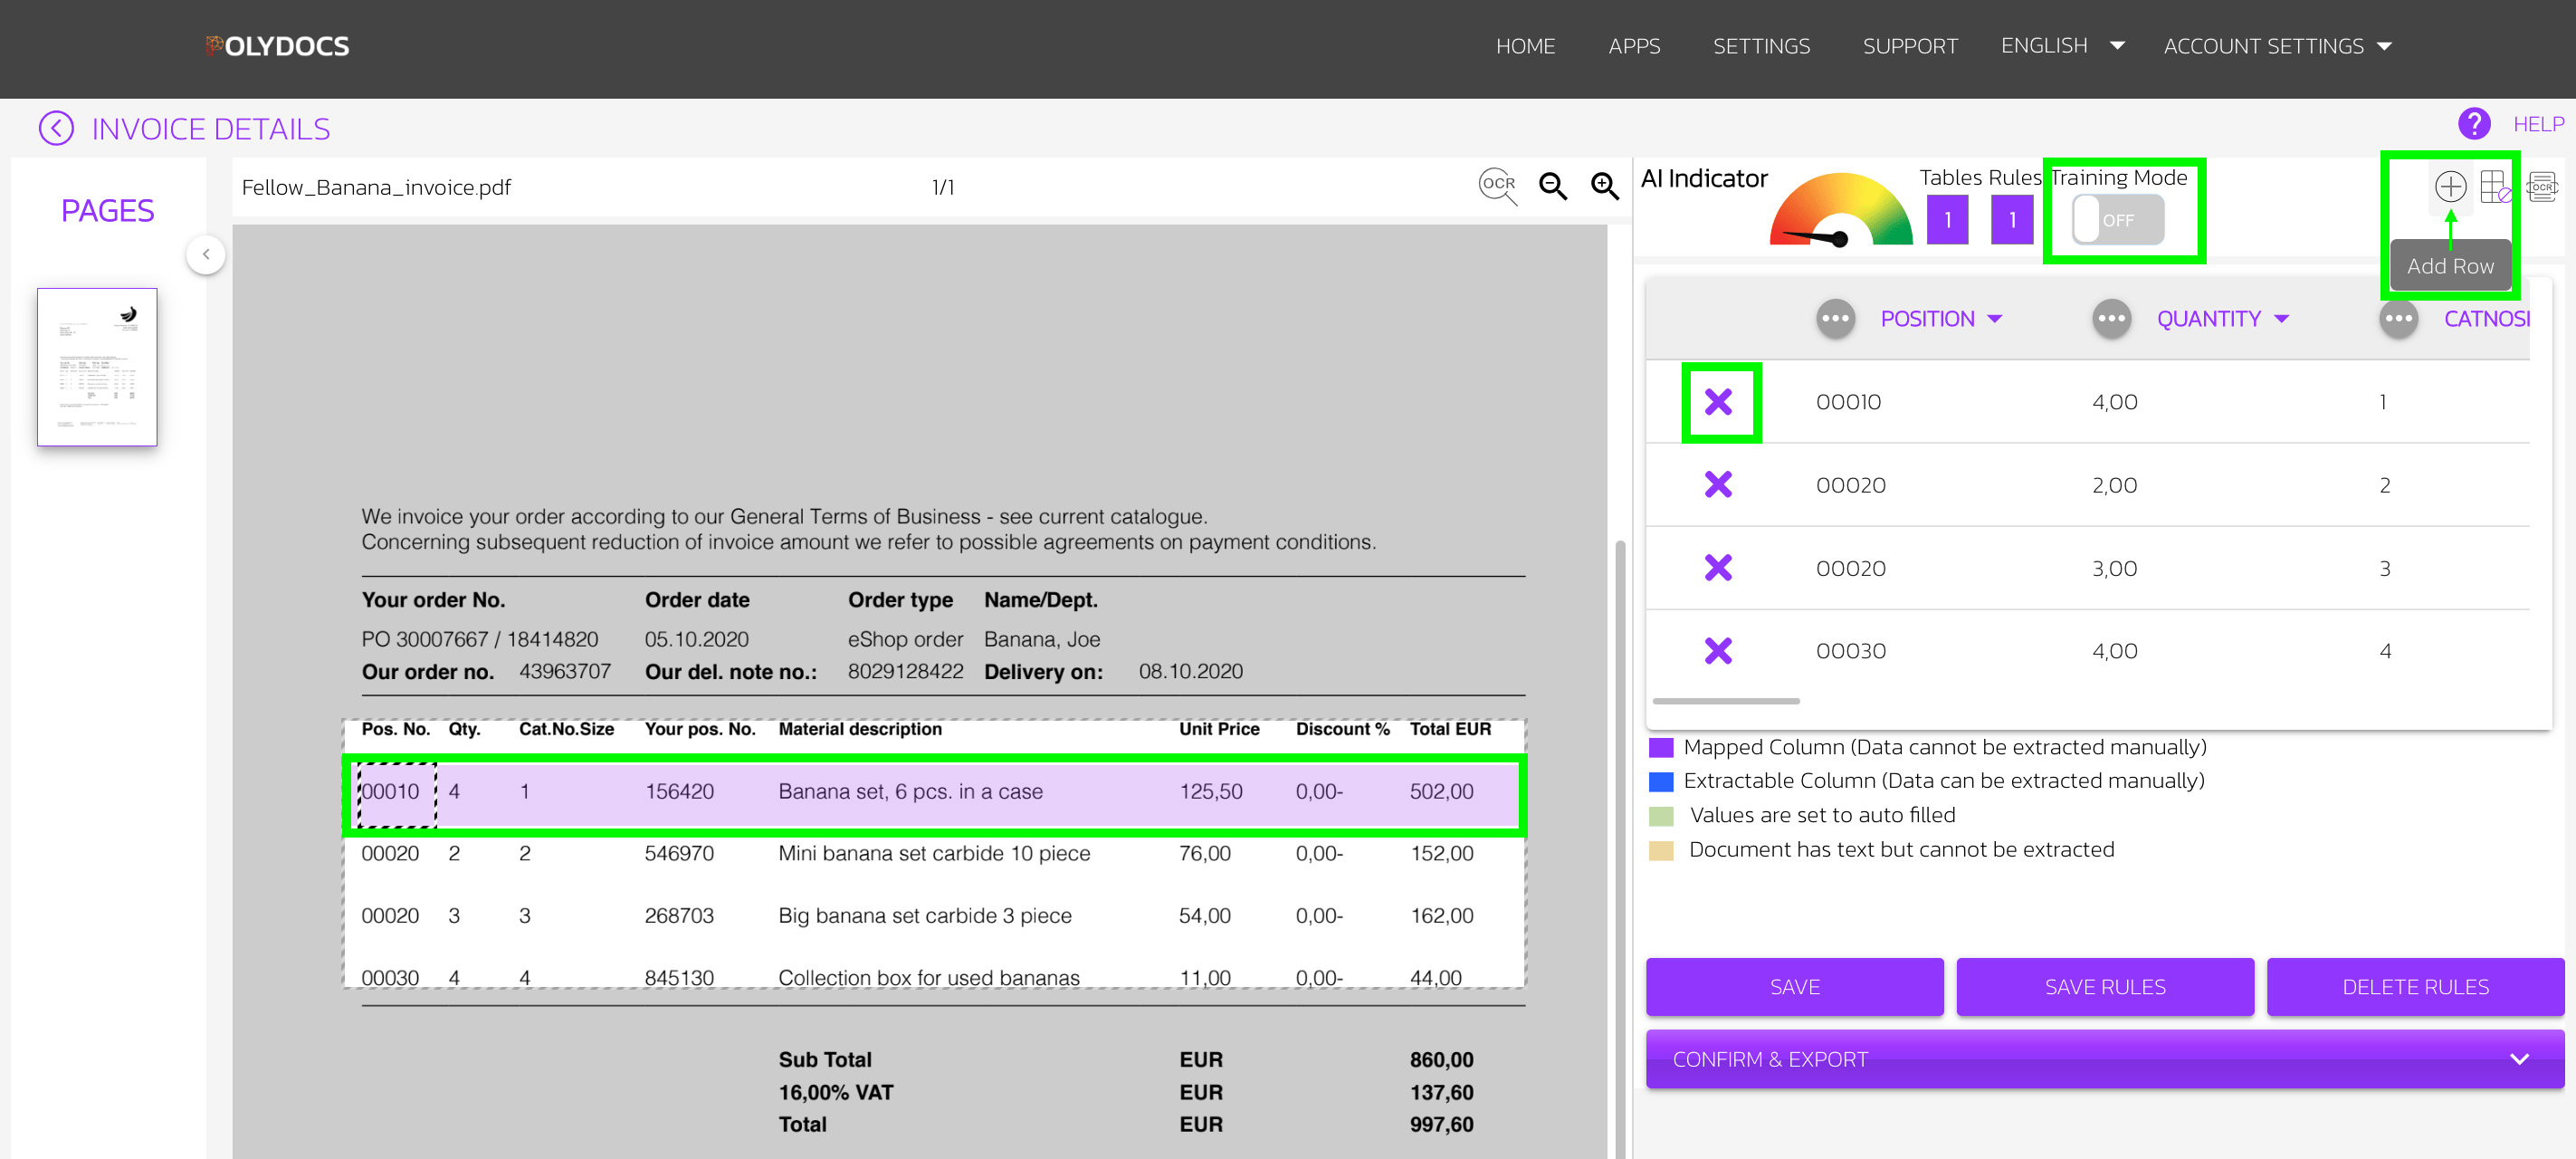 POLYDOCS
HOME APPS SETTINGS SUPPORT ENGLISH ACCOUNT SETTINGS
INVOICE DETAILS
? HELP
PAGES
Fellow_Banana_invoice.pdf 1/1
OCR
We invoice your order according to our General Terms of Business - see current catalogue.
Concerning subsequent reduction of invoice amount we refer to possible agreements on payment conditions.
Your order No. Order date Order type Name/Dept.
PO 30007667 / 18414820 05.10.2020 eShop order Banana, Joe
Our order no. 43963707 Our del. note no.: 8029128422 Delivery on: 08.10.2020
Pos. No. Qty. Cat.No.Size Your pos. No. Material description Unit Price Discount % Total EUR
00010 4 1 156420 Banana set, 6 pcs. in a case 125,50 0,00- 502,00
00020 2 2 546970 Mini banana set carbide 10 piece 76,00 0,00- 152,00
00020 3 3 268703 Big banana set carbide 3 piece 54,00 0,00- 162,00
00030 4 4 845130 Collection box for used bananas 11,00 0,00- 44,00
Sub Total EUR 860,00
16,00% VAT EUR 137,60
Total EUR 997,60
AI Indicator
Tables Rules Training Mode
1 1 OFF
OCR
Add Row
POSITION QUANTITY CATNOSI
00010 4,00 1
00020 2,00 2
00020 3,00 3
00030 4,00 4
Mapped Column (Data cannot be extracted manually)
Extractable Column (Data can be extracted manually)
Values are set to auto filled
Document has text but cannot be extracted
SAVE SAVE RULES DELETE RULES
CONFIRM & EXPORT